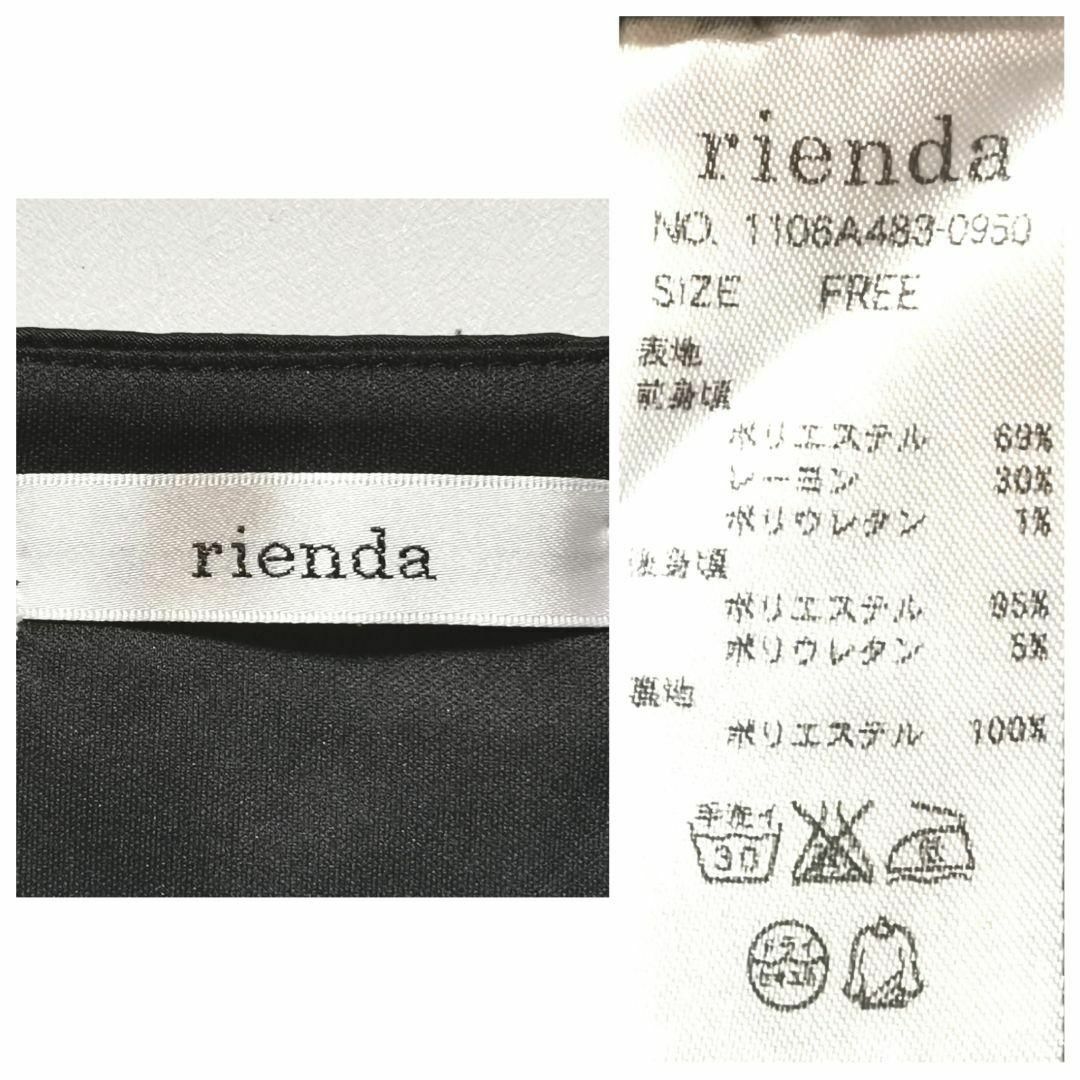 rienda
rienda
NO. 1106A483-0950
SIZE FREE
表地
前身頃
ポリエステル 69%
レーヨン 30%
ポリウレタン 1%
後身頃
ポリエステル 95%
ポリウレタン 5%
裏地
ポリエステル 100%
手洗イ
30
ドライ